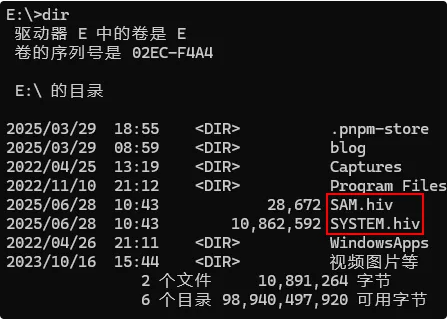 E:\>dir
驱动器 E 中的卷是 E
卷的序列号是 02EC-F4A4
E:\ 的目录
2025/03/29  18:55    <DIR>          .pnpm-store
2025/03/29  08:59    <DIR>          blog
2022/04/25  13:19    <DIR>          Captures
2022/11/10  21:12    <DIR>          Program Files
2025/06/28  10:43            28,672 SAM.hiv
2025/06/28  10:43        10,862,592 SYSTEM.hiv
2022/04/26  21:11    <DIR>          WindowsApps
2023/10/16  15:44    <DIR>          视频图片等
2 个文件     10,891,264 字节
6 个目录 98,940,497,920 可用字节